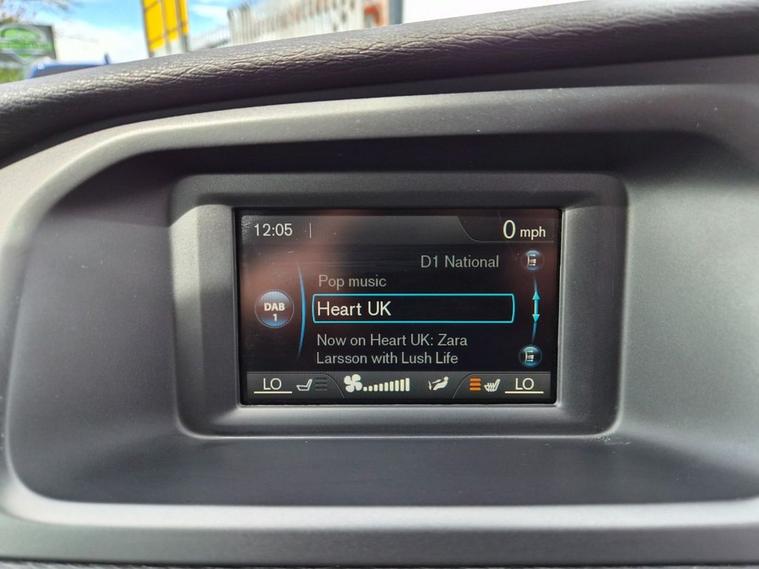 12:05
0 mph
D1 National
Pop music
DAB
1
Heart UK
Now on Heart UK: Zara
Larsson with Lush Life
LO
LO